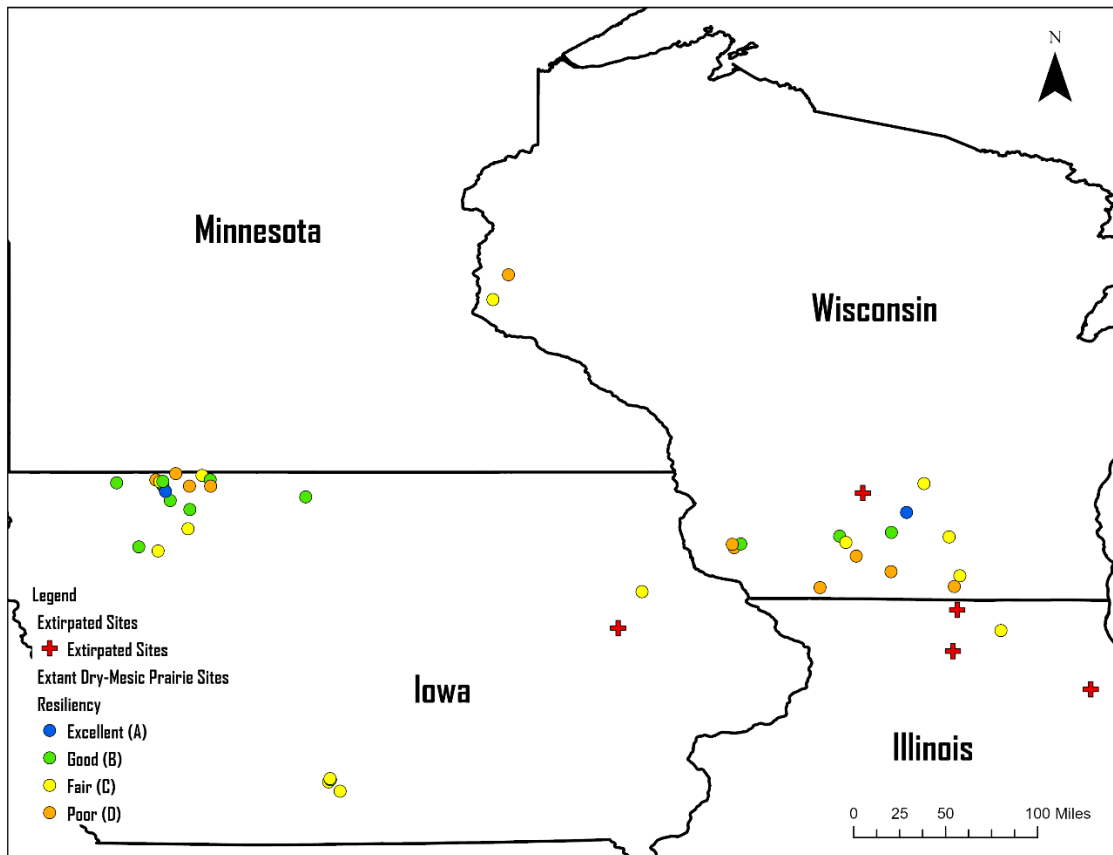 N
Minnesota
Wisconsin
Legend
Extirpated Sites
Extirpated Sites
Extant Dry-Mesic Prairie Sites
Resiliency
Excellent (A)
Good (B)
Fair (C)
Poor (D)
Iowa
Illinois
0 25 50 100 Miles